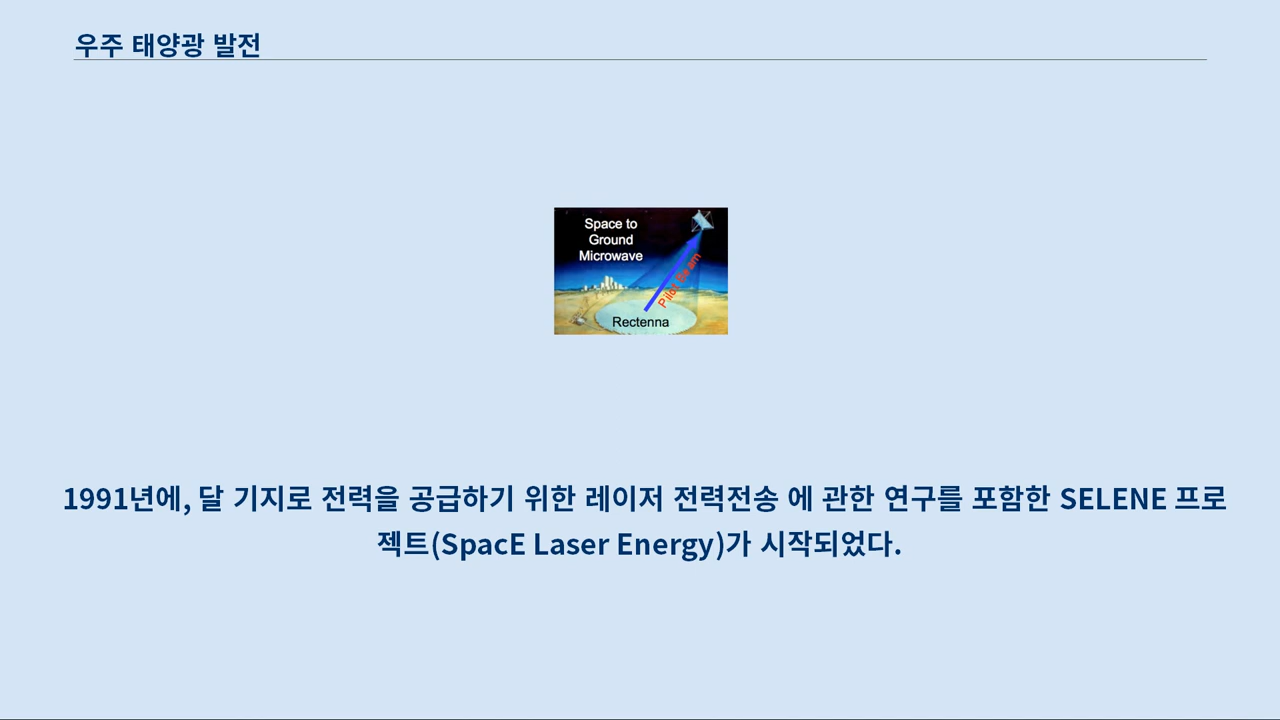 우주 태양광 발전
Space to
Ground
Microwave
Pilot Beam
Rectenna
1991년에, 달 기지로 전력을 공급하기 위한 레이저 전력전송 에 관한 연구를 포함한 SELENE 프로
젝트(SpacE Laser Energy)가 시작되었다.